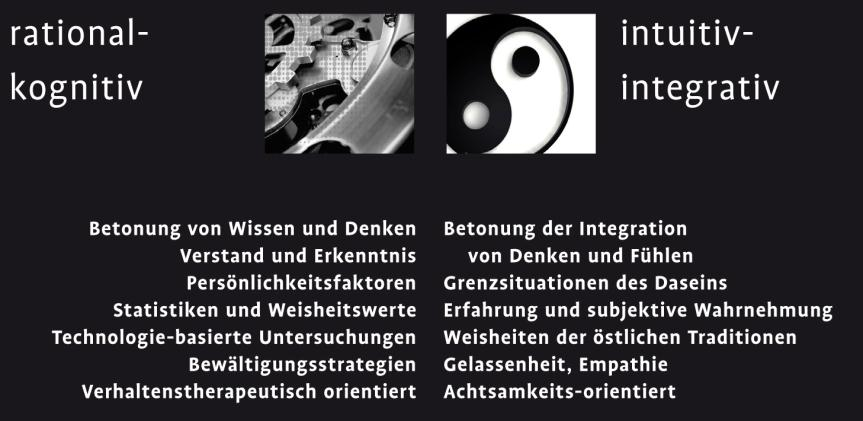 rational-
kognitiv
intuitiv-
integrativ
Betonung von Wissen und Denken
Verstand und Erkenntnis
Persönlichkeitsfaktoren
Statistiken und Weisheitswerte
Technologie-basierte Untersuchungen
Bewältigungsstrategien
Verhaltenstherapeutisch orientiert
Betonung der Integration
von Denken und Fühlen
Grenzsituationen des Daseins
Erfahrung und subjektive Wahrnehmung
Weisheiten der östlichen Traditionen
Gelassenheit, Empathie
Achtsamkeits-orientiert